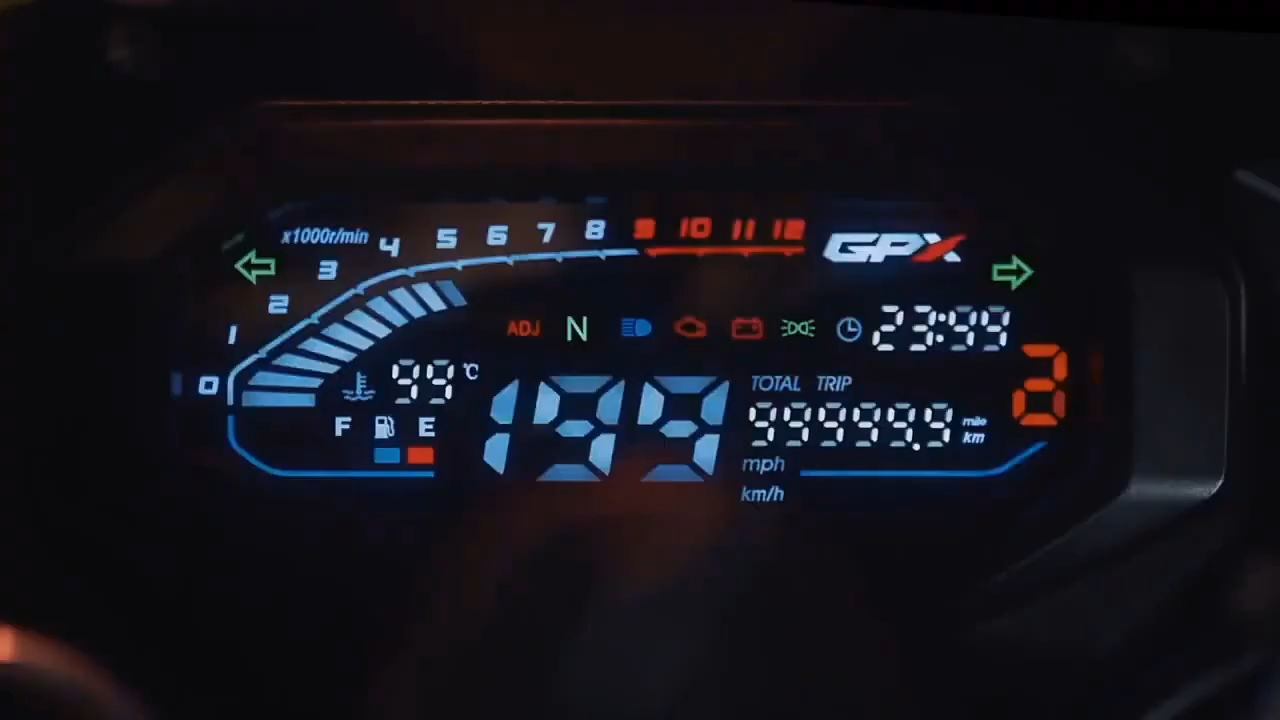 x1000r/min
0 1 2 3 4 5 6 7 8 9 10 11 12
GPX
ADJ N 23:99
99 °C
F E
199
mph
km/h
TOTAL TRIP
99999.9
mile
km